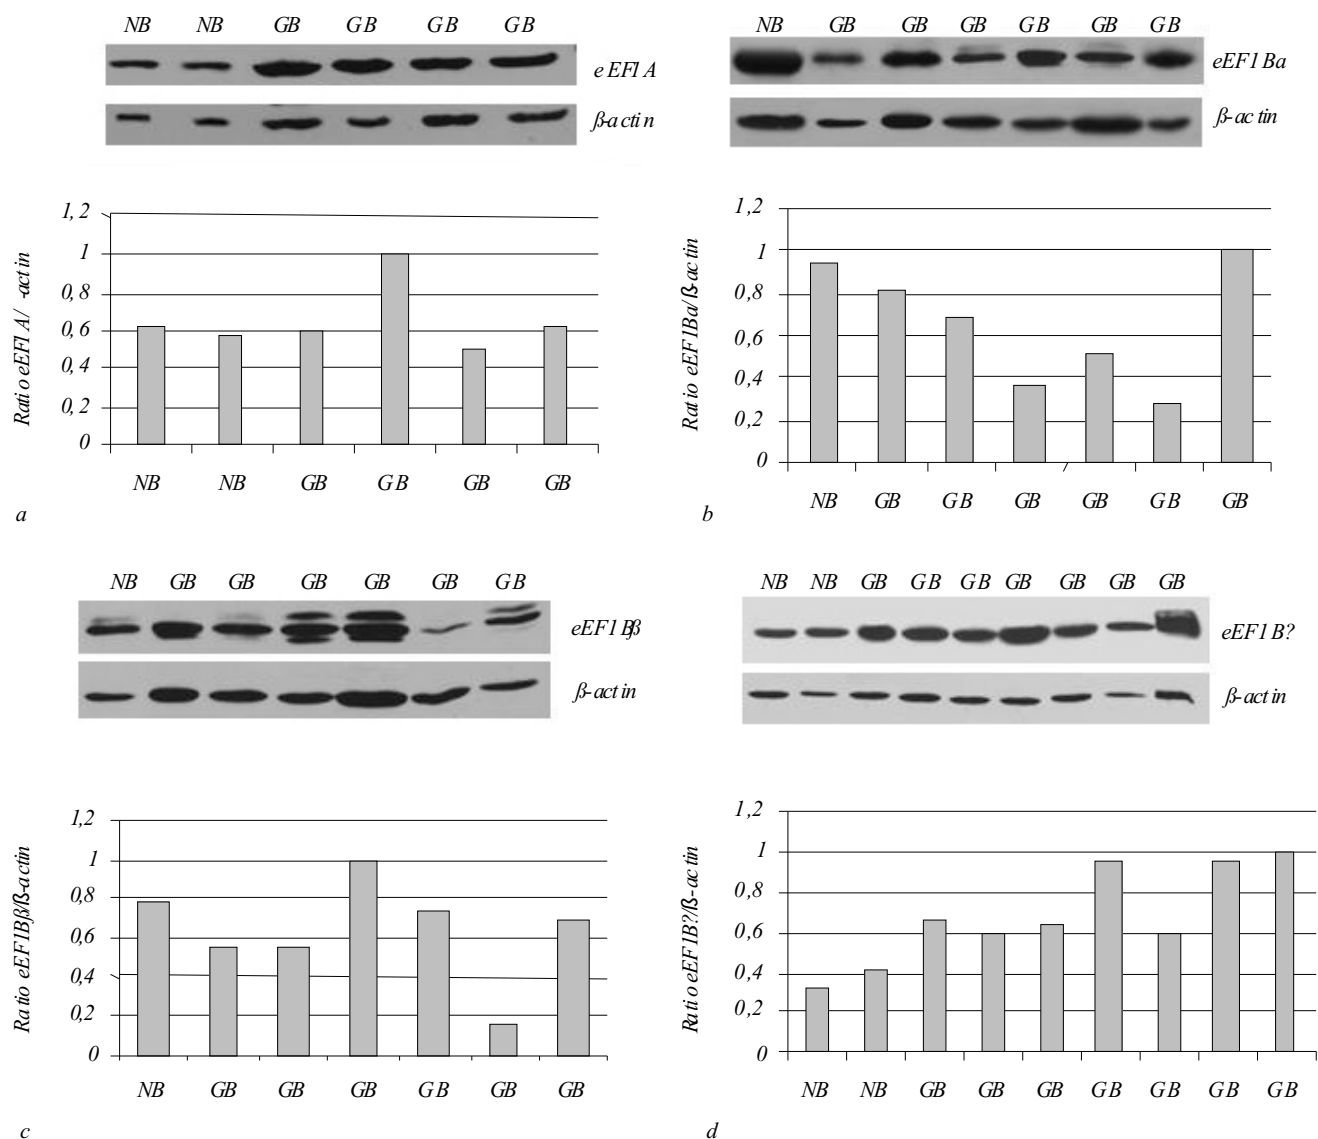 NB NB GB GB GB GB
eEF1A
β-actin
1,2
1
0,8
0,6
0,4
0,2
0
Ratio eEF1A/ -actin
NB NB GB GB GB GB
a
NB GB GB GB GB GB GB
eEF1Ba
β-actin
1,2
1
0,8
0,6
0,4
0,2
0
Ratio eEF1Ba/β-actin
NB GB GB GB GB GB GB
b
NB GB GB GB GB GB GB
eEF1Bβ
β-actin
1,2
1
0,8
0,6
0,4
0,2
0
Ratio eEF1Bβ/β-actin
NB GB GB GB GB GB GB
c
NB NB GB GB GB GB GB GB GB
eEF1B?
β-actin
1,2
1
0,8
0,6
0,4
0,2
0
Ratio eEF1B?/β-actin
NB NB GB GB GB GB GB GB GB
d